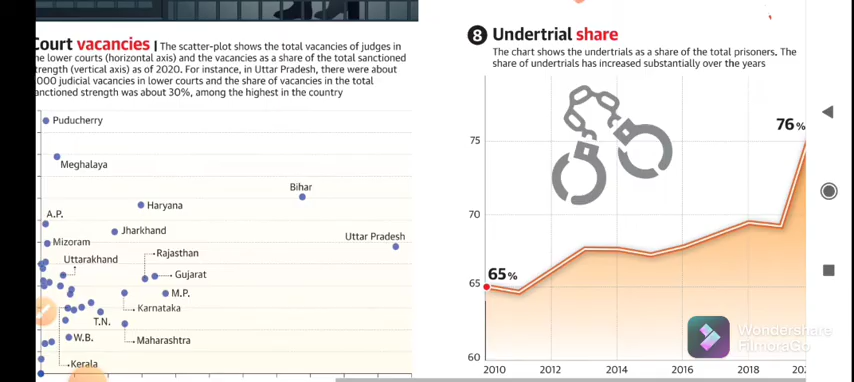 Court vacancies | The scatter-plot shows the total vacancies of judges in
he lower courts (horizontal axis) and the vacancies as a share of the total sanctioned
trength (vertical axis) as of 2020. For instance, in Uttar Pradesh, there were about
000 judicial vacancies in lower courts and the share of vacancies in the total
anctioned strength was about 30%, among the highest in the country
Puducherry
Meghalaya
Bihar
Haryana
A.P.
Jharkhand
Uttar Pradesh
Mizoram
Rajasthan
Uttarakhand
Gujarat
M.P.
Karnataka
T.N.
W.B.
Maharashtra
Kerala
8 Undertrial share
The chart shows the undertrials as a share of the total prisoners. The
share of undertrials has increased substantially over the years
76%
75
70
65%
65
60
2010
2012
2014
2016
2018
202
Wondershare
FilmoraGo